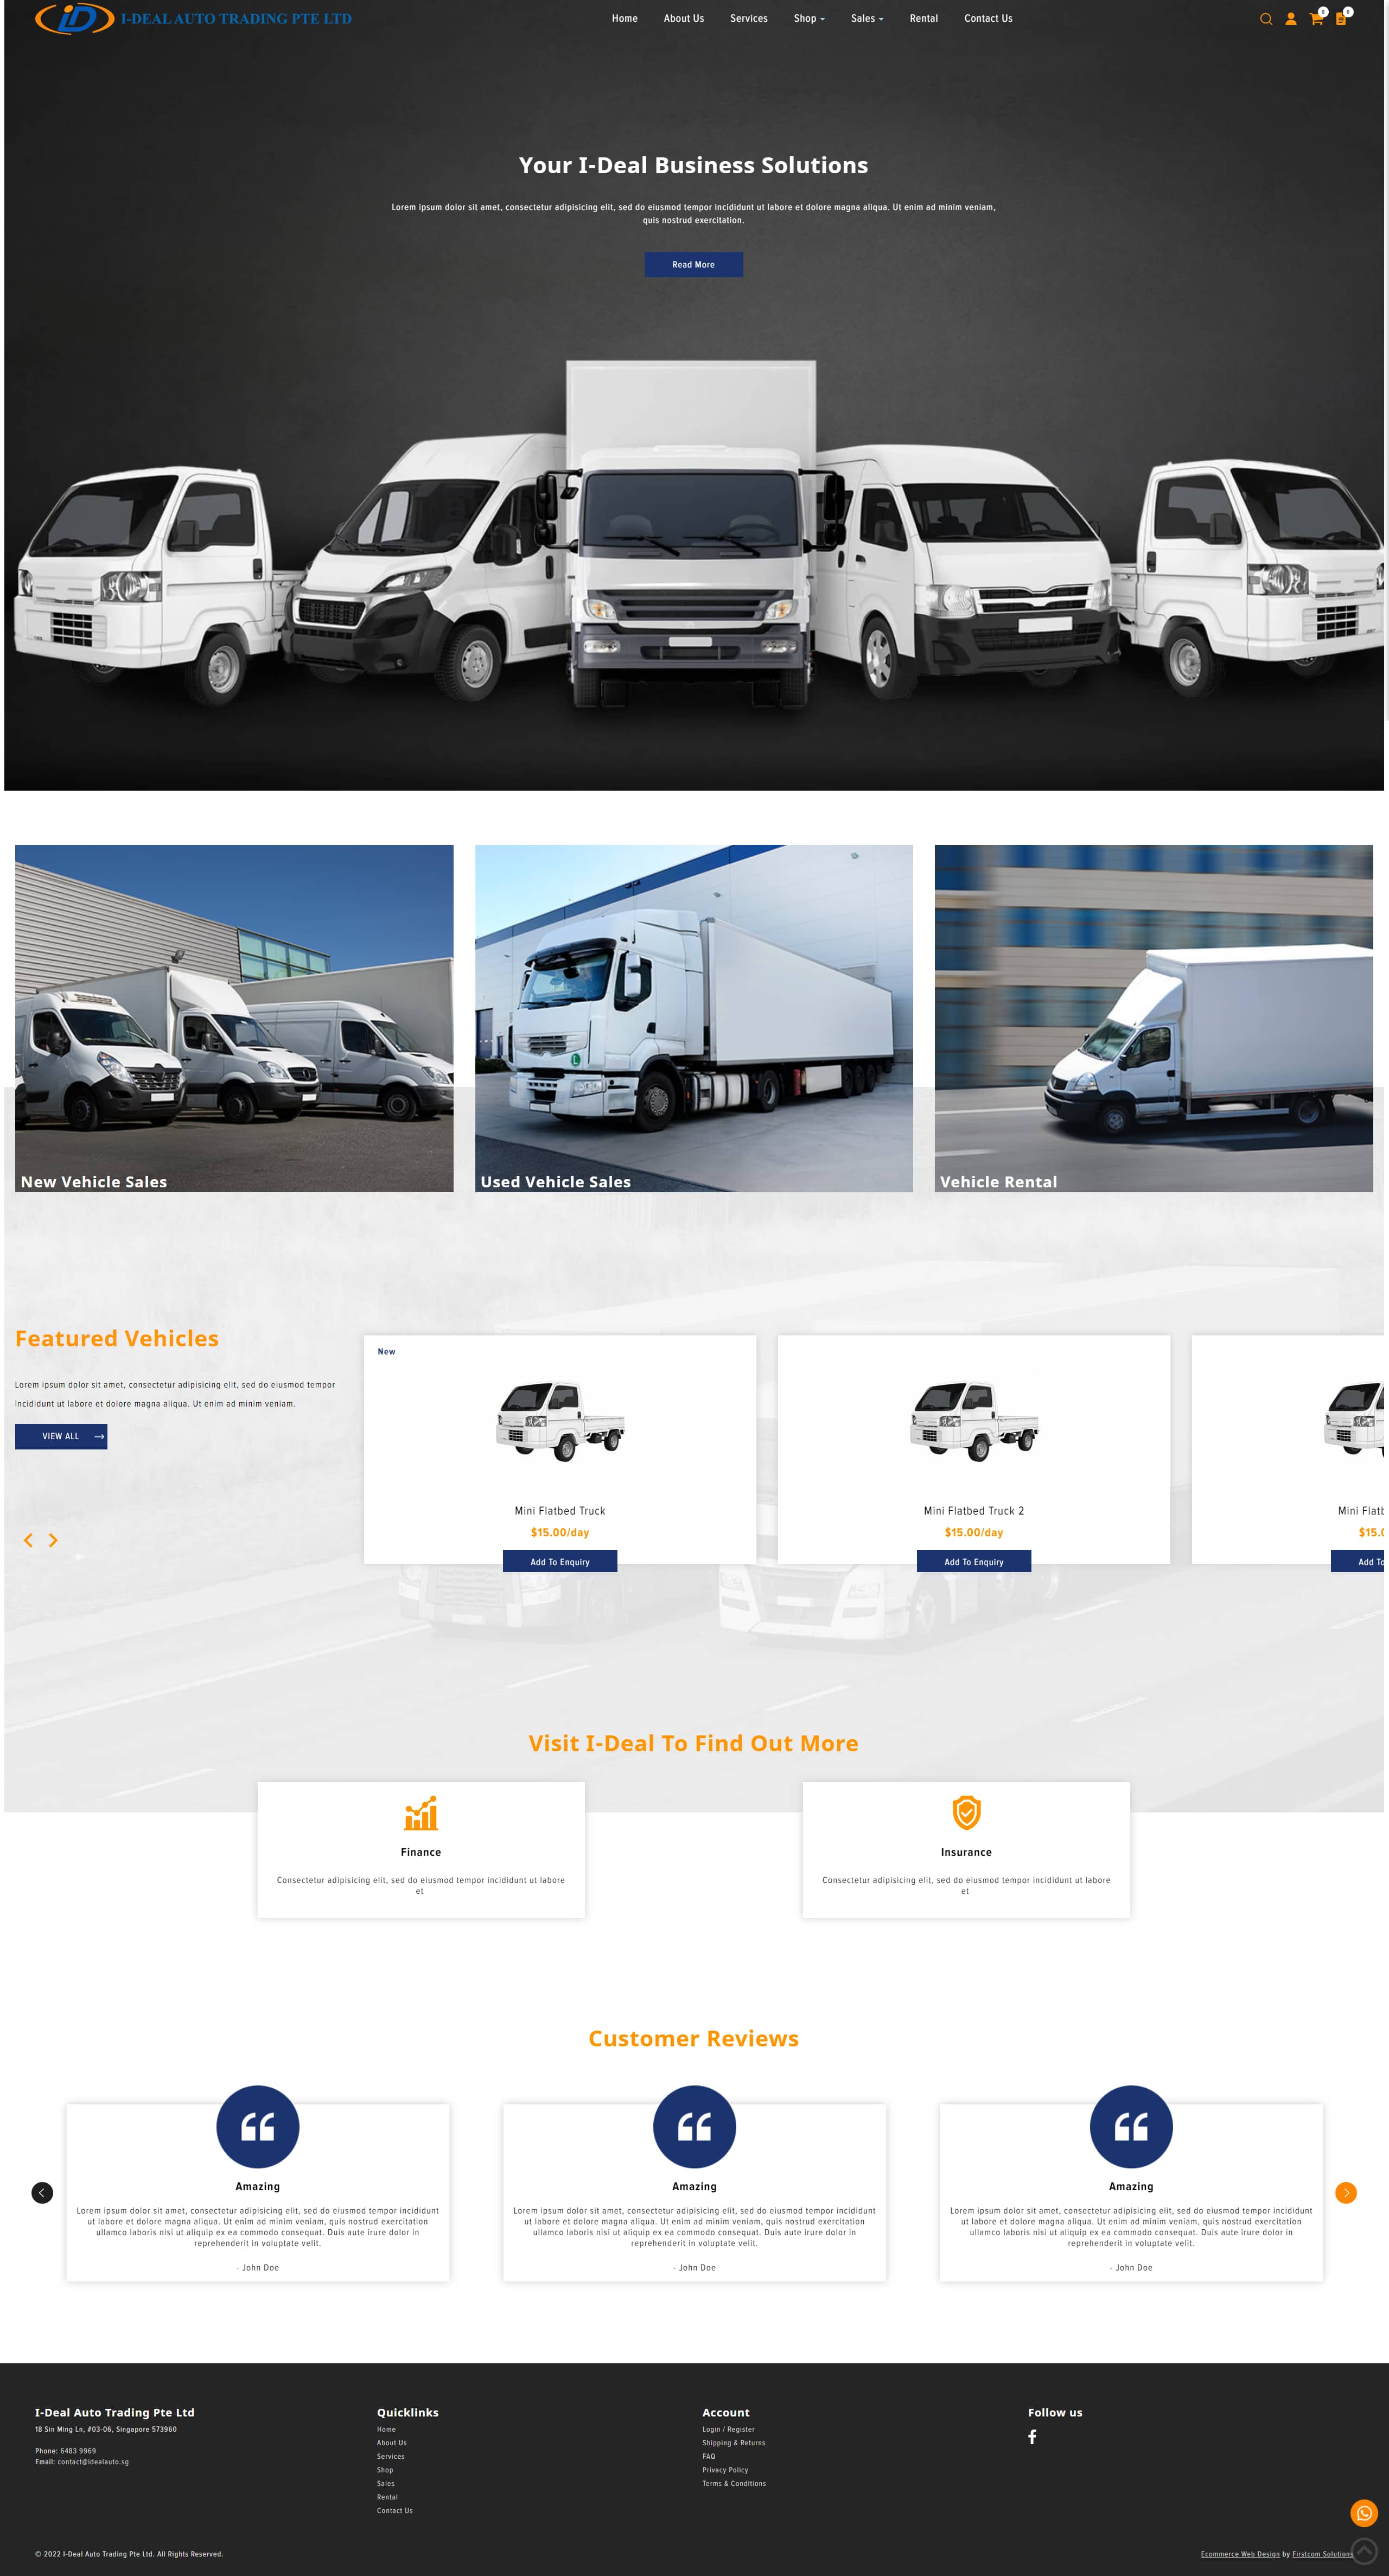 iD I-DEAL AUTO TRADING PTE LTD
Home About Us Services Shop Sales Rental Contact Us
0 0
Your I-Deal Business Solutions
Lorem ipsum dolor sit amet, consectetur adipisicing elit, sed do eiusmod tempor incididunt ut labore et dolore magna aliqua. Ut enim ad minim veniam,
quis nostrud exercitation.
Read More
New Vehicle Sales
Used Vehicle Sales
Vehicle Rental
Featured Vehicles
Lorem ipsum dolor sit amet, consectetur adipisicing elit, sed do eiusmod tempor
incididunt ut labore et dolore magna aliqua. Ut enim ad minim veniam.
VIEW ALL
New
Mini Flatbed Truck
$15.00/day
Add To Enquiry
Mini Flatbed Truck 2
$15.00/day
Add To Enquiry
Mini Flatb
$15.0
Add To
Visit I-Deal To Find Out More
Finance
Consectetur adipisicing elit, sed do eiusmod tempor incididunt ut labore
et
Insurance
Consectetur adipisicing elit, sed do eiusmod tempor incididunt ut labore
et
Customer Reviews
Amazing
Lorem ipsum dolor sit amet, consectetur adipisicing elit, sed do eiusmod tempor incididunt
ut labore et dolore magna aliqua. Ut enim ad minim veniam, quis nostrud exercitation
ullamco laboris nisi ut aliquip ex ea commodo consequat. Duis aute irure dolor in
reprehenderit in voluptate velit.
- John Doe
Amazing
Lorem ipsum dolor sit amet, consectetur adipisicing elit, sed do eiusmod tempor incididunt
ut labore et dolore magna aliqua. Ut enim ad minim veniam, quis nostrud exercitation
ullamco laboris nisi ut aliquip ex ea commodo consequat. Duis aute irure dolor in
reprehenderit in voluptate velit.
- John Doe
Amazing
Lorem ipsum dolor sit amet, consectetur adipisicing elit, sed do eiusmod tempor incididunt
ut labore et dolore magna aliqua. Ut enim ad minim veniam, quis nostrud exercitation
ullamco laboris nisi ut aliquip ex ea commodo consequat. Duis aute irure dolor in
reprehenderit in voluptate velit.
- John Doe
I-Deal Auto Trading Pte Ltd
18 Sin Ming Ln, #03-06, Singapore 573960
Phone: 6483 9969
Email: contact@idealauto.sg
Quicklinks
Home
About Us
Services
Shop
Sales
Rental
Contact Us
Account
Login / Register
Shipping & Returns
FAQ
Privacy Policy
Terms & Conditions
Follow us
© 2022 I-Deal Auto Trading Pte Ltd. All Rights Reserved.
Ecommerce Web Design by Firstcom Solutions